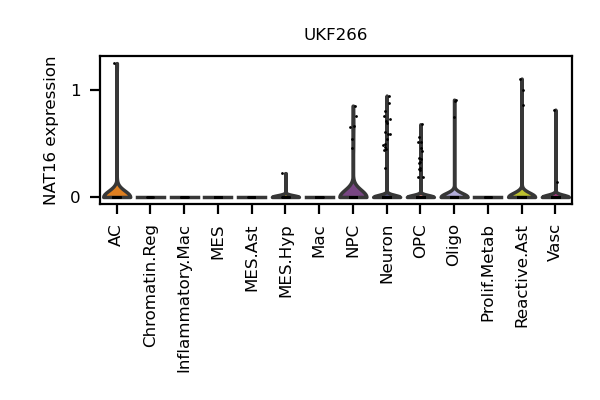 UKF266
NAT16 expression
1
0
AC
Chromatin.Reg
Inflammatory.Mac
MES
MES.Ast
MES.Hyp
Mac
NPC
Neuron
OPC
Oligo
Prolif.Metab
Reactive.Ast
Vasc